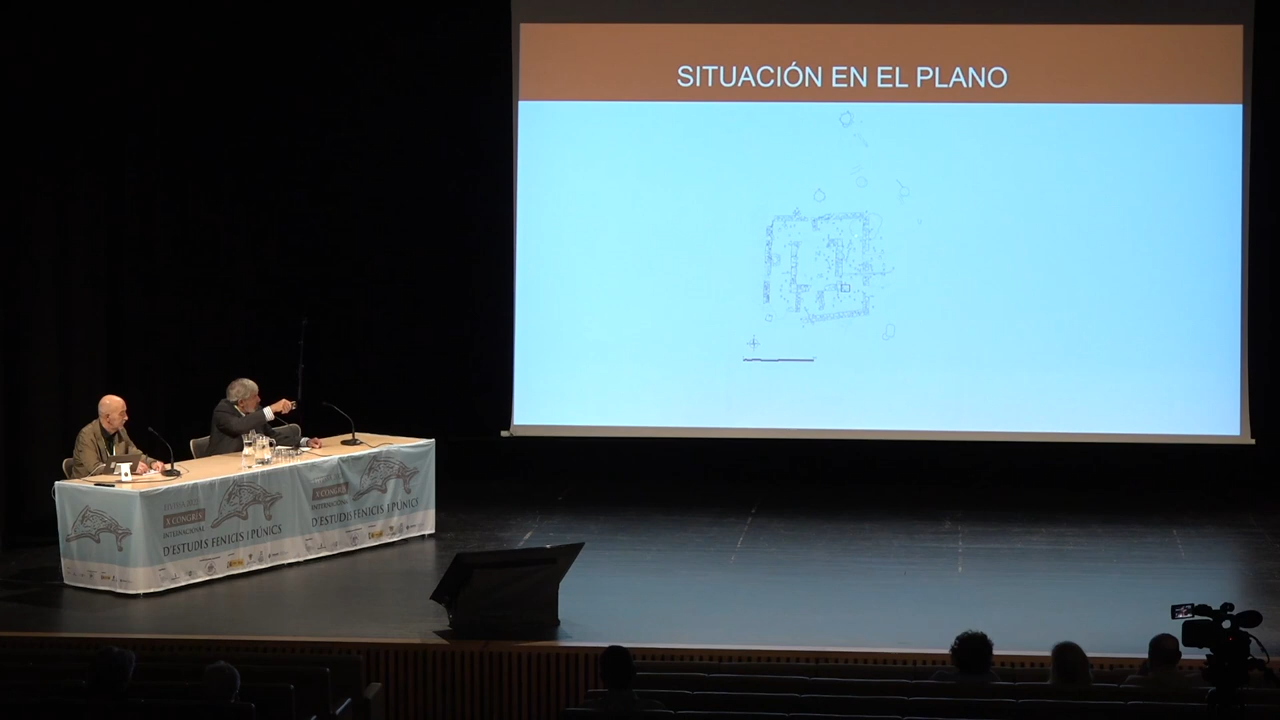 SITUACIÓN EN EL PLANO
X CONGRÉS
INTERNACIONAL
D'ESTUDIS FENICIS I PÚNICS
X CONGRÉS
INTERNACIONAL
D'ESTUDIS FENICIS I PÚNICS